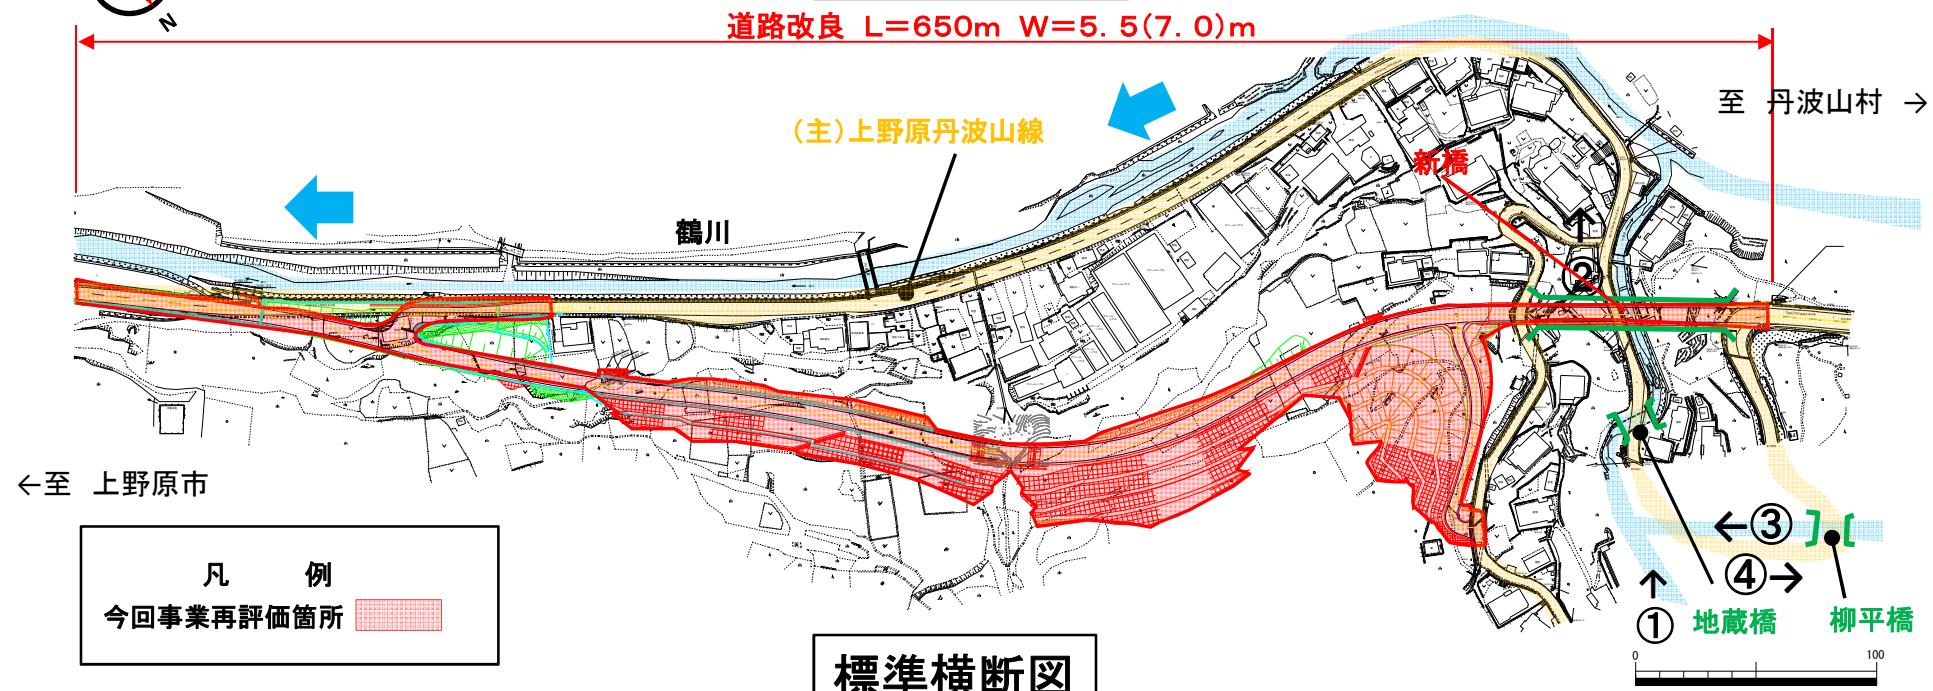 N
道路改良 L=650m W=5.5(7.0)m
至 丹波山村 →
(主)上野原丹波山線
新橋
鶴川
②
←至 上野原市
←③
④→
①
地蔵橋
柳平橋
凡 例
今回事業再評価箇所
標準横断図
0 100